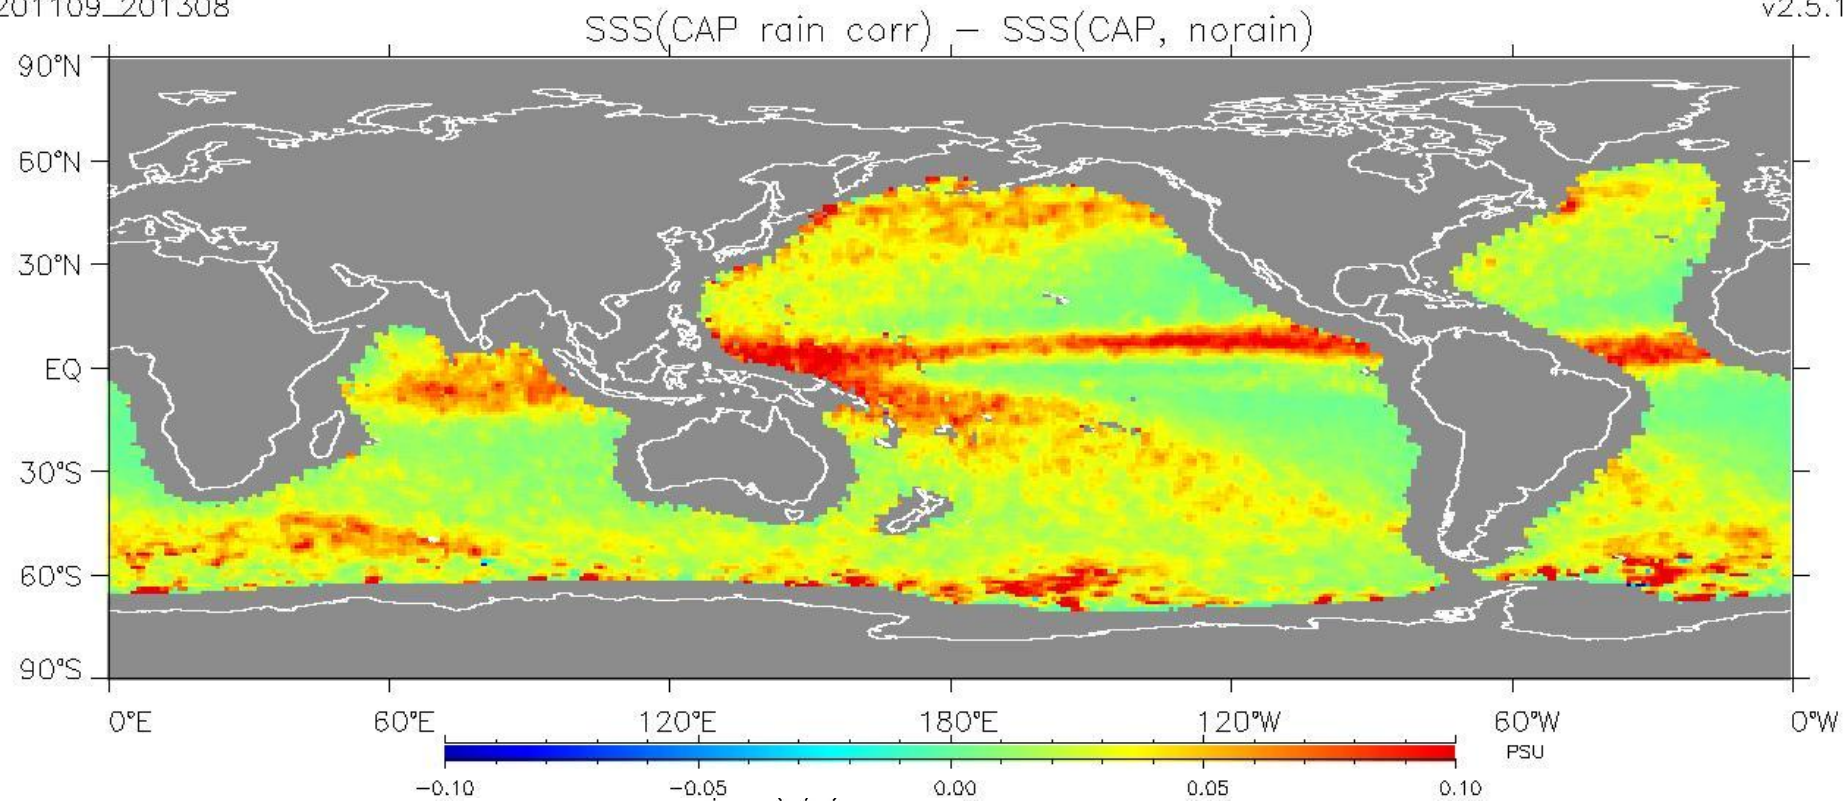 201109_201308
v2.5.1
SSS(CAP rain corr) – SSS(CAP, norain)
90°N
60°N
30°N
EQ
30°S
60°S
90°S
0°E 60°E 120°E 180°E 120°W 60°W 0°W
PSU
−0.10 −0.05 0.00 0.05 0.10